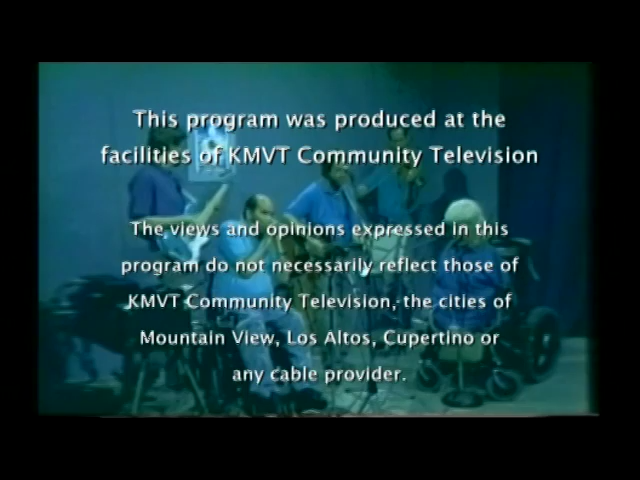 This program was produced at the
facilities of KMVT Community Television
The views and opinions expressed in this
program do not necessarily reflect those of
KMVT Community Television, the cities of
Mountain View, Los Altos, Cupertino or
any cable provider.